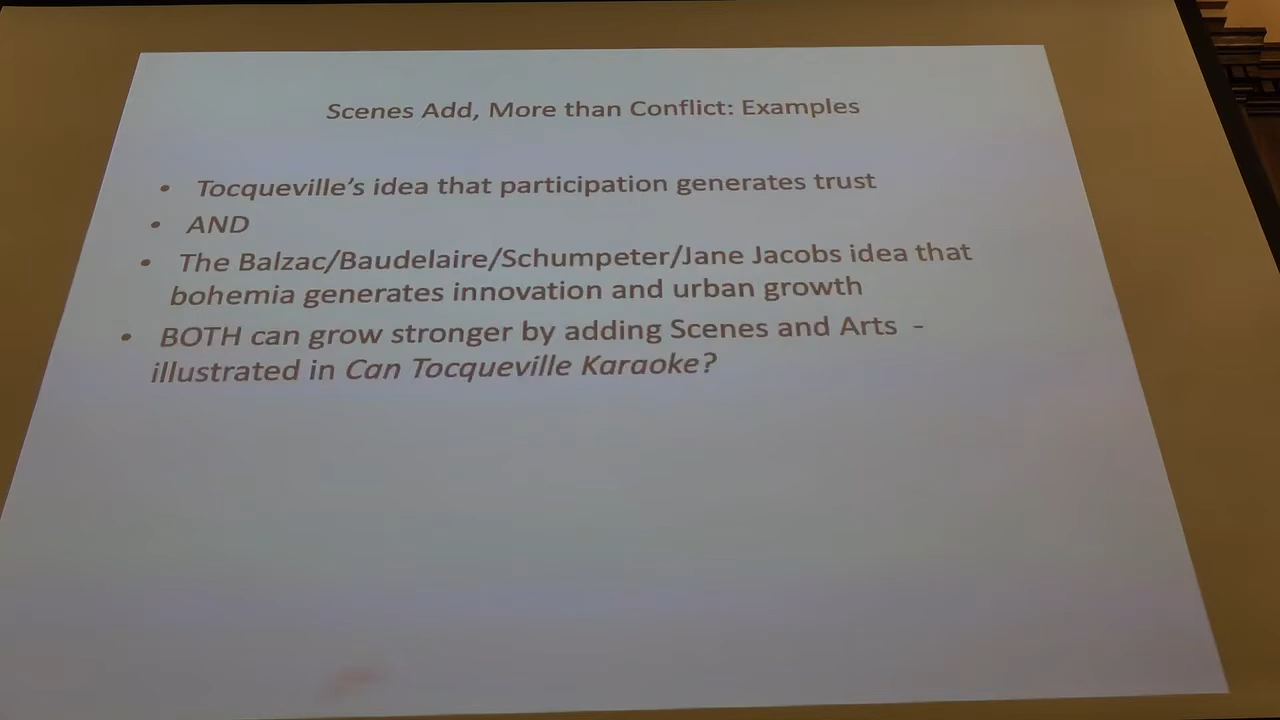 Scenes Add, More than Conflict: Examples
• Tocqueville's idea that participation generates trust
• AND
• The Balzac/Baudelaire/Schumpeter/Jane Jacobs idea that
bohemia generates innovation and urban growth
• BOTH can grow stronger by adding Scenes and Arts -
illustrated in Can Tocqueville Karaoke?